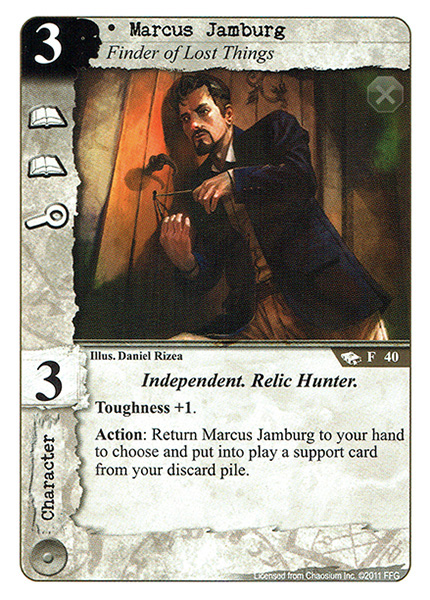 3
• Marcus Jamburg
Finder of Lost Things
Illus. Daniel Rizea
F 40
3
Independent. Relic Hunter.
Toughness +1.
Action: Return Marcus Jamburg to your hand
to choose and put into play a support card
from your discard pile.
Character
Licensed from Chaosium Inc. ©2011 FFG